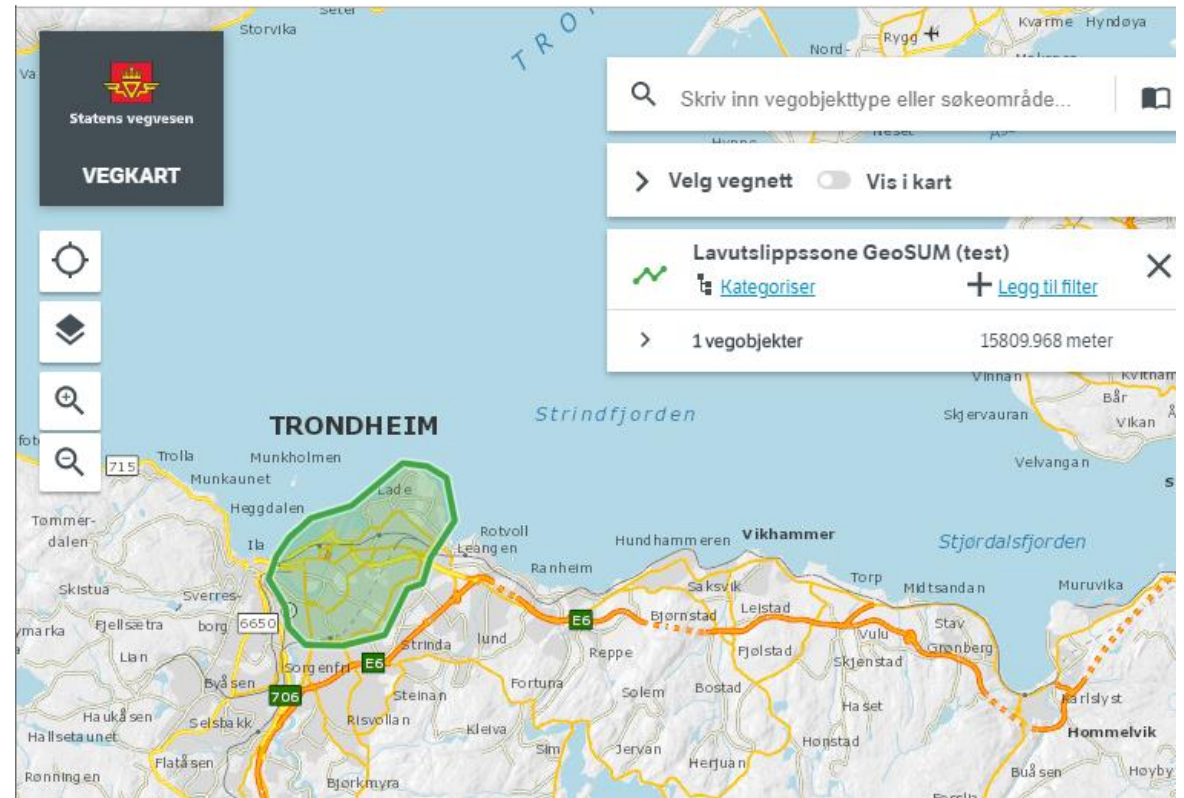 Storvika
T R O
Kvarme Hyndøya
Rygg
Nord-
Statens vegvesen
VEGKART
Skriv inn vegobjekttype eller søkeområde...
Velg vegnett Vis i kart
Lavutslippssone GeoSUM (test)
Kategoriser Legg til filter
1 vegobjekter 15809.968 meter
Vinnan
Bår
Vikan
Skjervauran
Velvangan
TRONDHEIM
Strindfjorden
715
Trolla
Munkholmen
Munkaunet
Lade
Heggdalen
Tømmer-
dalen
Ila
Rotvoll
Leangen
Ranheim
Hundhammeren
Vikhammer
Stjørdalsfjorden
Skistua
Sverres-
borg
6650
Fjellsætra
Saksvik
Torp
Midtsandan
Muruvika
E6
Bjørnstad
Leistad
Vulu
Stav
Grønberg
Lian
Strinda
lund
Reppe
Fjølstad
Skjenstad
Byåsen
Sorgenfri
E6
706
Steinan
Fortuna
Solem
Bostad
Haset
Karlslyst
Haukåsen
Hallsetaunet
Selsbakk
Risvollan
Kleiva
Sim
Jervan
Herjuan
Honstad
Hommelvik
Flatåsen
Rønningen
Bjørkmyra
Buåsen
Høyby